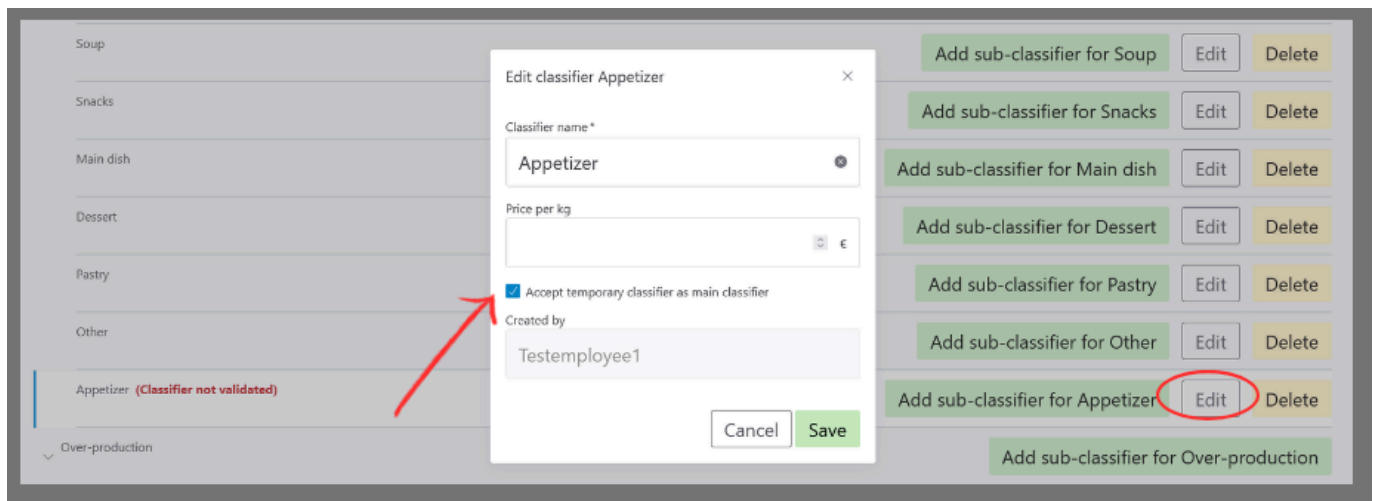 Soup
Add sub-classifier for Soup Edit Delete
Snacks
Add sub-classifier for Snacks Edit Delete
Main dish
Add sub-classifier for Main dish Edit Delete
Dessert
Add sub-classifier for Dessert Edit Delete
Pastry
Add sub-classifier for Pastry Edit Delete
Other
Add sub-classifier for Other Edit Delete
Appetizer (Classifier not validated)
Add sub-classifier for Appetizer Edit Delete
Over-production
Add sub-classifier for Over-production
Edit classifier Appetizer
Classifier name*
Appetizer
Price per kg
€
Accept temporary classifier as main classifier
Created by
Testemployee1
Cancel Save